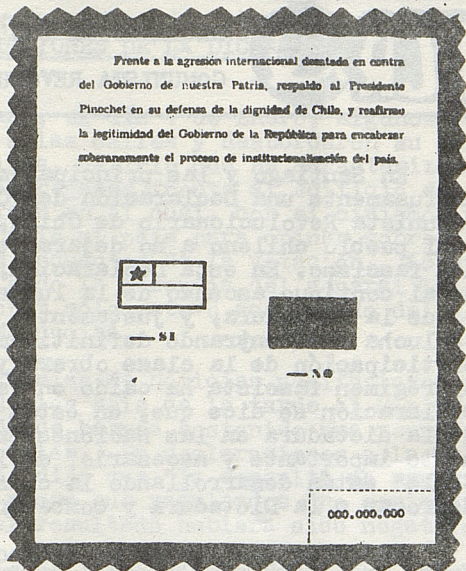 Frente a la agresión internacional desatada en contra
del Gobierno de nuestra Patria, respaldo al Presidente
Pinochet en su defensa de la dignidad de Chile, y reafirmo
la legitimidad del Gobierno de la República para encabezar
soberanamente el proceso de institucionalización del país.
SI
NO
000.000.000